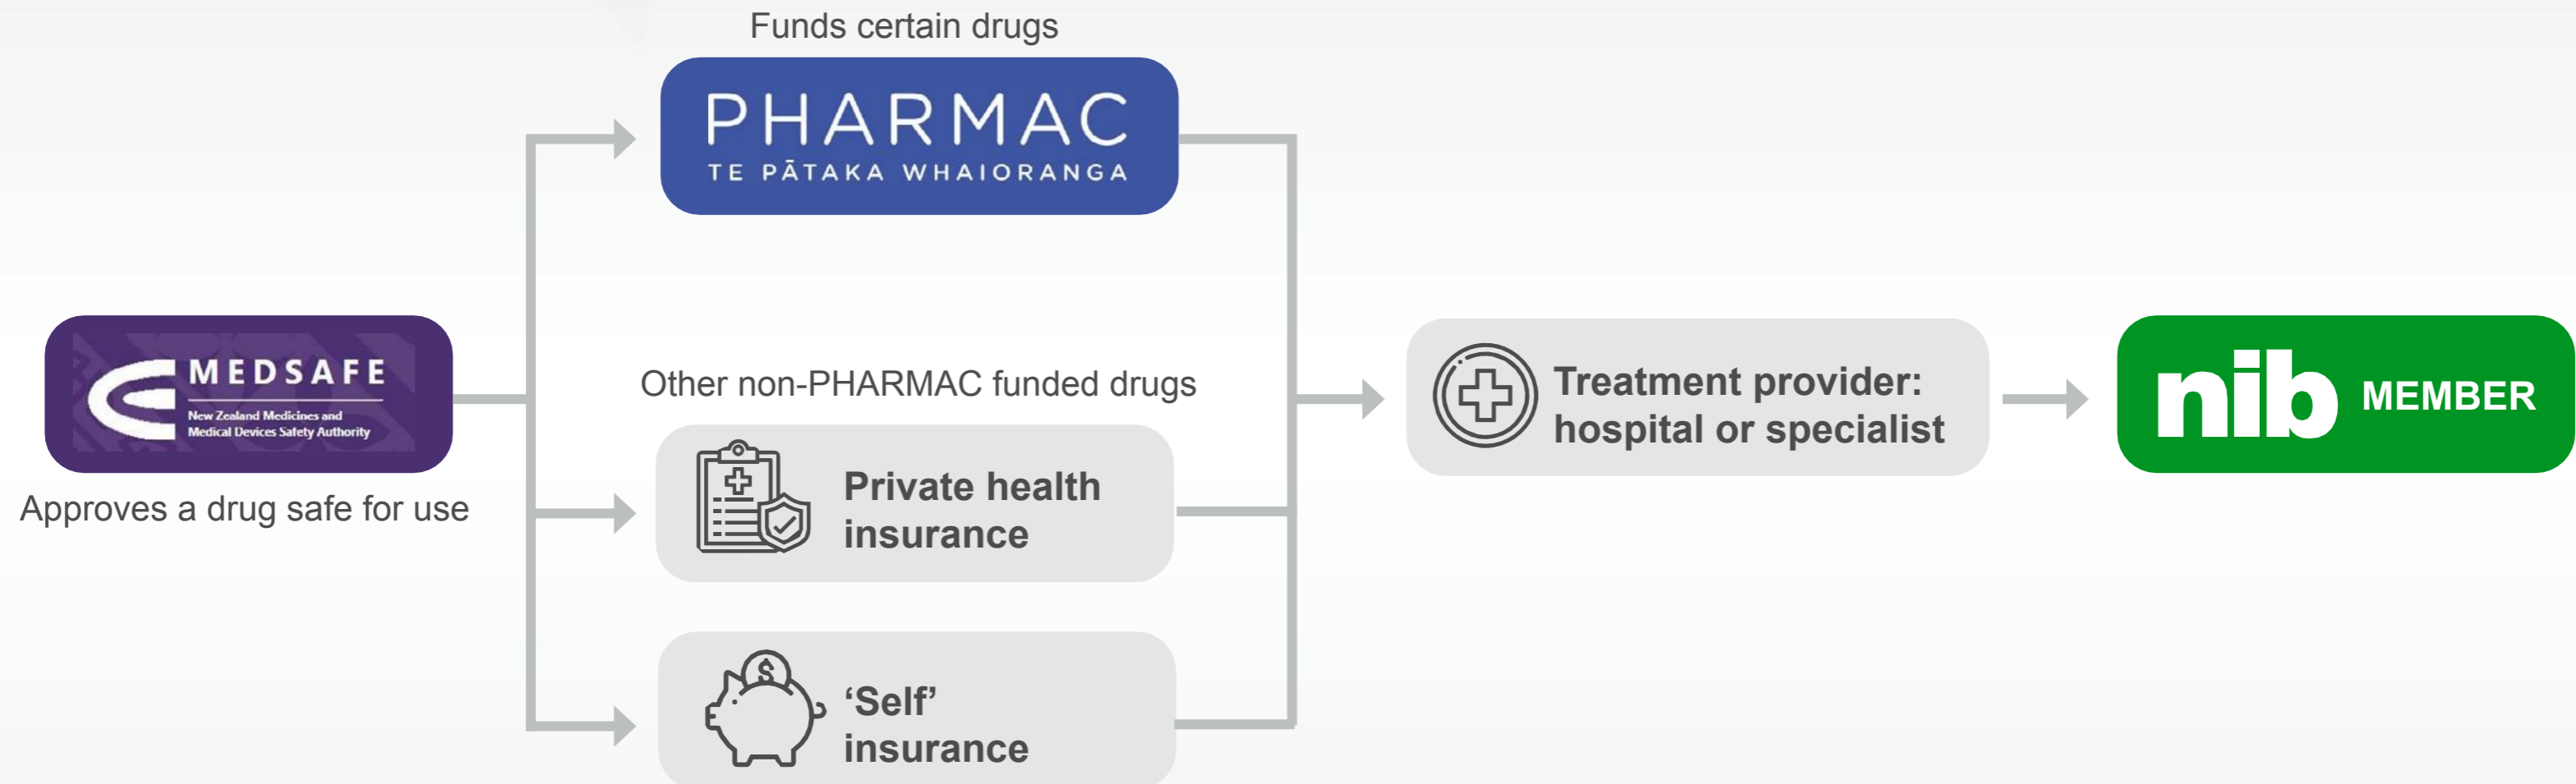 Funds certain drugs
PHARMAC
TE PĀTAKA WHAIORANGA
MEDSAFE
New Zealand Medicines and
Medical Devices Safety Authority
Approves a drug safe for use
Other non-PHARMAC funded drugs
Private health
insurance
$
‘Self’
insurance
Treatment provider:
hospital or specialist
nib MEMBER